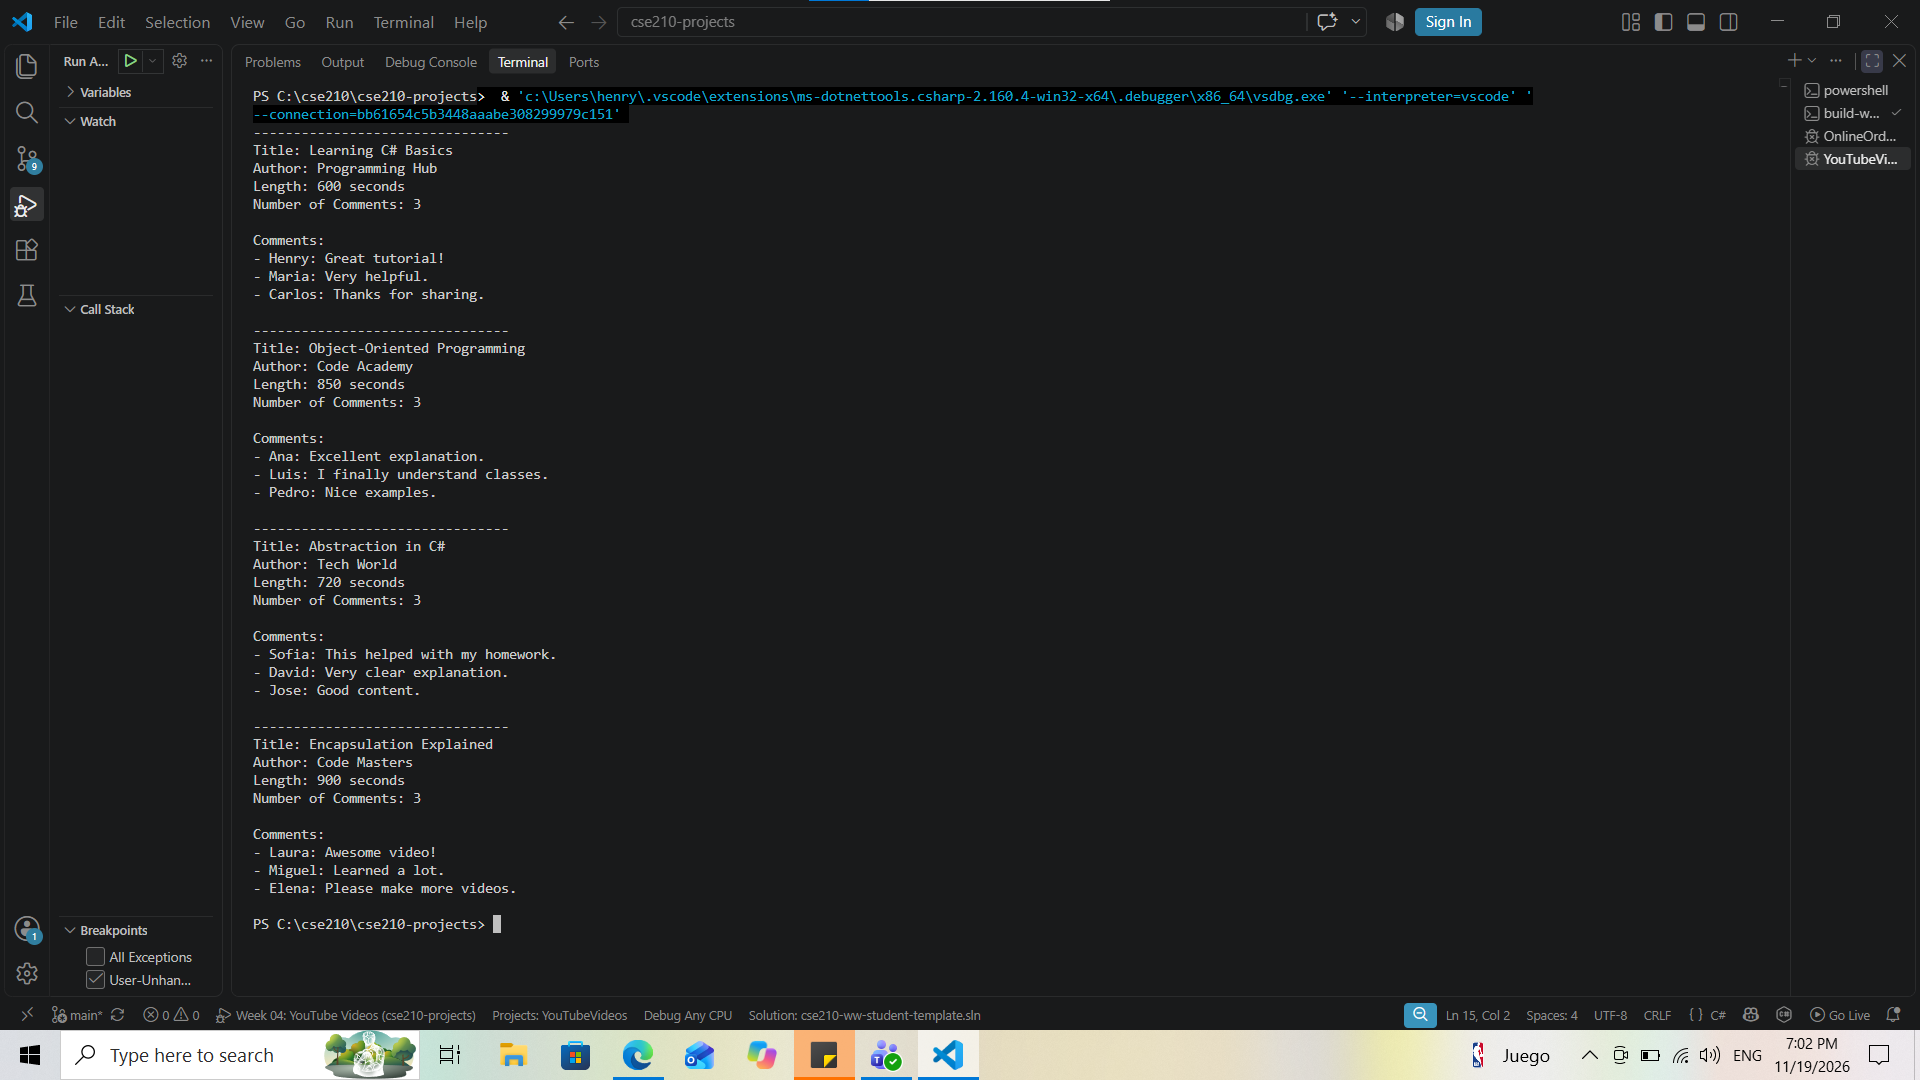 File Edit Selection View Go Run Terminal Help
cse210-projects
Sign In
Run A...
Problems Output Debug Console Terminal Ports
Variables
Watch
Call Stack
Breakpoints
All Exceptions
User-Unhan...
PS C:\cse210\cse210-projects>  & 'c:\Users\henry\.vscode\extensions\ms-dotnettools.csharp-2.160.4-win32-x64\.debugger\x86_64\vsdbg.exe' '--interpreter=vscode' '
--connection=bb61654c5b3448aaabe308299979c151'
--------------------------------
Title: Learning C# Basics
Author: Programming Hub
Length: 600 seconds
Number of Comments: 3
Comments:
- Henry: Great tutorial!
- Maria: Very helpful.
- Carlos: Thanks for sharing.
--------------------------------
Title: Object-Oriented Programming
Author: Code Academy
Length: 850 seconds
Number of Comments: 3
Comments:
- Ana: Excellent explanation.
- Luis: I finally understand classes.
- Pedro: Nice examples.
--------------------------------
Title: Abstraction in C#
Author: Tech World
Length: 720 seconds
Number of Comments: 3
Comments:
- Sofia: This helped with my homework.
- David: Very clear explanation.
- Jose: Good content.
--------------------------------
Title: Encapsulation Explained
Author: Code Masters
Length: 900 seconds
Number of Comments: 3
Comments:
- Laura: Awesome video!
- Miguel: Learned a lot.
- Elena: Please make more videos.
PS C:\cse210\cse210-projects>
powershell
build-w...
OnlineOrd...
YouTubeVi...
9
1
main* 0 0 Week 04: YouTube Videos (cse210-projects) Projects: YouTubeVideos Debug Any CPU Solution: cse210-ww-student-template.sln
Ln 15, Col 2 Spaces: 4 UTF-8 CRLF { } C# Go Live
Type here to search
Juego
ENG
7:02 PM
11/19/2026